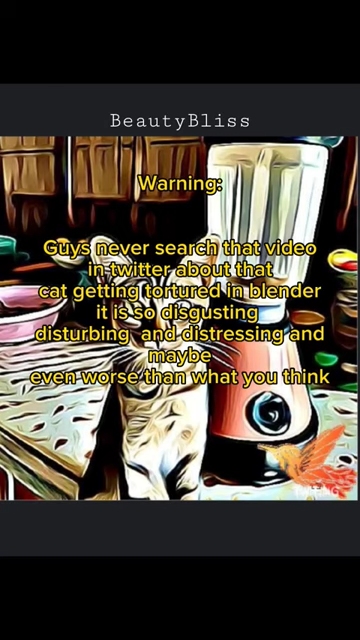 BeautyBliss
Warning:
Guys never search that video
in twitter about that
cat getting tortured in blender
it is so disgusting
disturbing and distressing and
maybe
even worse than what you think